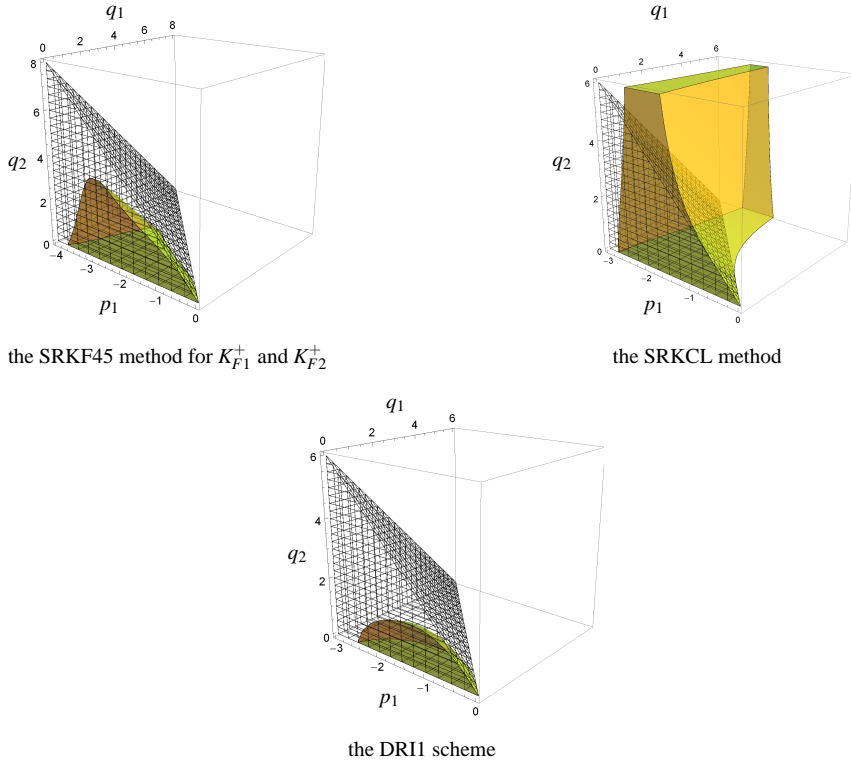 q1
q1
0 2 4 6 8
0 2 4 6
8
6
4
2
0
q2
6
4
2
0
q2
−4 −3 −2 −1 0
−3 −2 −1 0
p1
p1
the SRKF45 method for K+F1 and K+F2
the SRKCL method
q1
0 2 4 6
6
4
2
0
q2
−3 −2 −1 0
p1
the DRI1 scheme